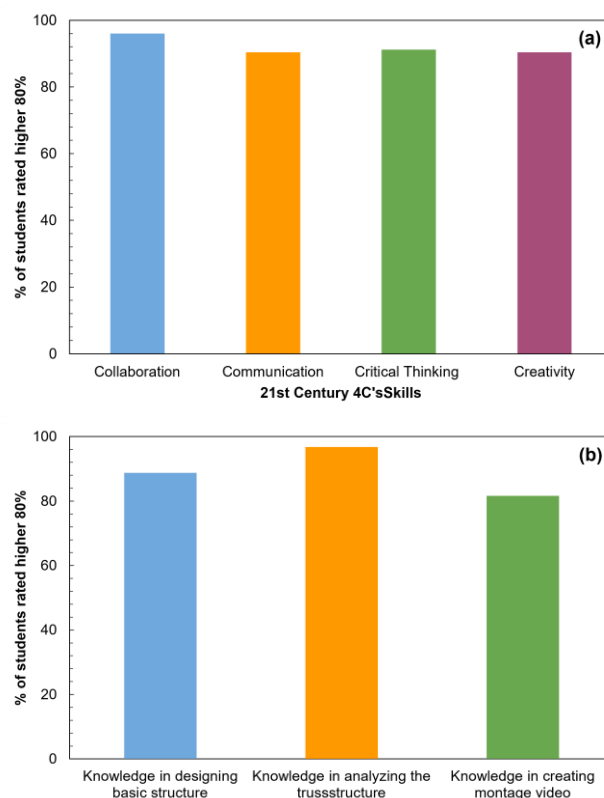 (a)
% of students rated higher 80%
100
80
60
40
20
0
Collaboration Communication Critical Thinking Creativity
21st Century 4C'sSkills
(b)
% of students rated higher 80%
100
80
60
40
20
0
Knowledge in designing Knowledge in analyzing the Knowledge in creating
basic structure trussstructure montage video